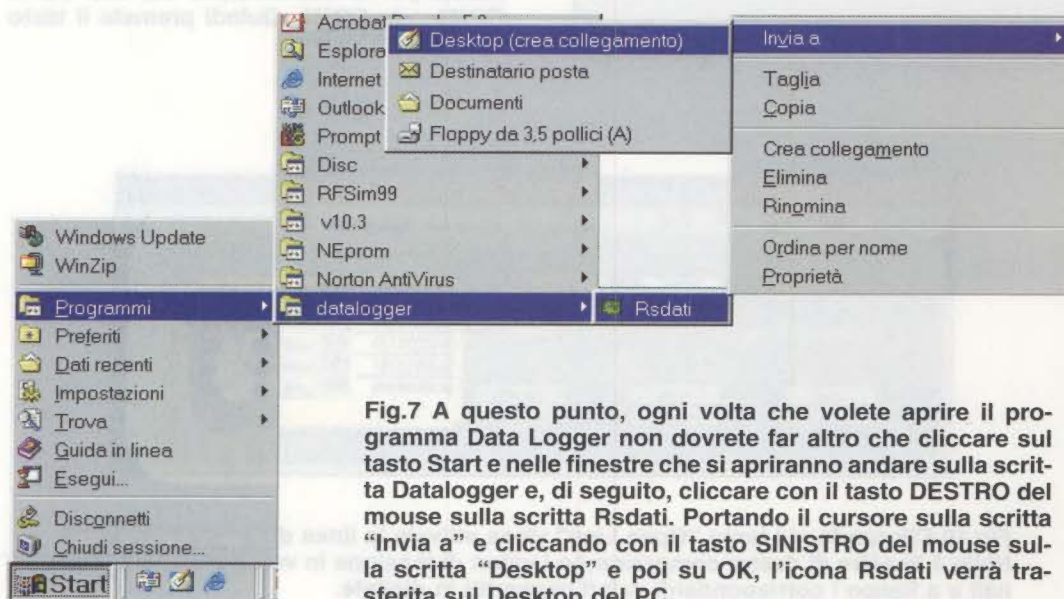 Acrobat
Esplora
Internet
Outlook
Prompt
Disc
RFSim99
v10.3
NEprom
Norton AntiVirus
datalogger
Desktop (crea collegamento)
Destinatario posta
Documenti
Floppy da 3,5 pollici (A)
Invia a
Taglia
Copia
Crea collegamento
Elimina
Rinomina
Ordina per nome
Proprietà
Rsdati
Windows Update
WinZip
Programmi
Preferiti
Dati recenti
Impostazioni
Trova
Guida in linea
Esegui...
Disconnetti
Chiudi sessione...
Start
Fig.7 A questo punto, ogni volta che volete aprire il pro-
gramma Data Logger non dovrete far altro che cliccare sul
tasto Start e nelle finestre che si apriranno andare sulla scrit-
ta Datalogger e, di seguito, cliccare con il tasto DESTRO del
mouse sulla scritta Rsdati. Portando il cursore sulla scritta
"Invia a" e cliccando con il tasto SINISTRO del mouse sul-
la scritta "Desktop" e poi su OK, l'icona Rsdati verrà tra-
sferita sul Desktop del PC.